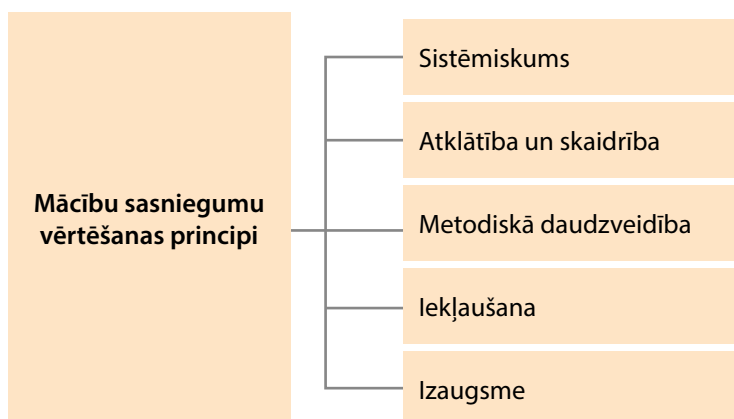 Mācību sasniegumu
vērtēšanas principi
Sistēmiskums
Atklātība un skaidrība
Metodiskā daudzveidība
Iekļaušana
Izaugsme